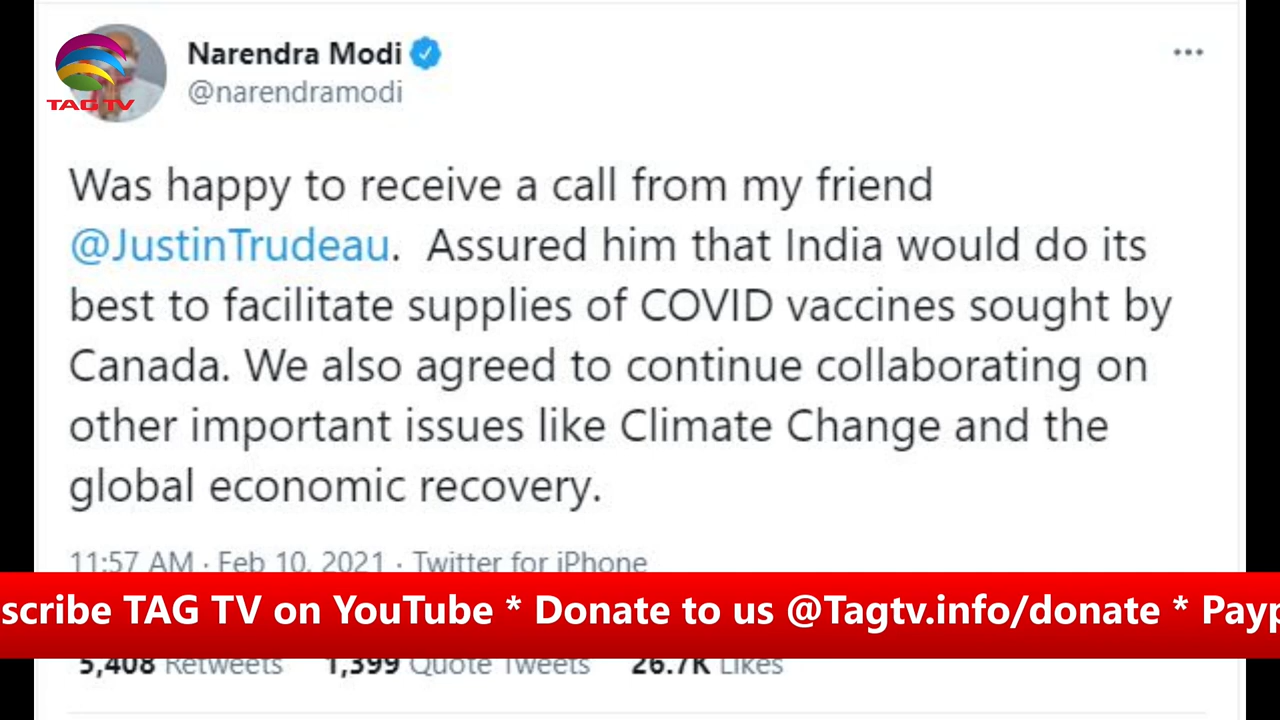 TAG TV
Narendra Modi
@narendramodi
Was happy to receive a call from my friend
@JustinTrudeau.  Assured him that India would do its
best to facilitate supplies of COVID vaccines sought by
Canada. We also agreed to continue collaborating on
other important issues like Climate Change and the
global economic recovery.
11:57 AM · Feb 10, 2021 · Twitter for iPhone
scribe TAG TV on YouTube * Donate to us @Tagtv.info/donate * Payp
5,408 Retweets 1,399 Quote Tweets 26.7K Likes